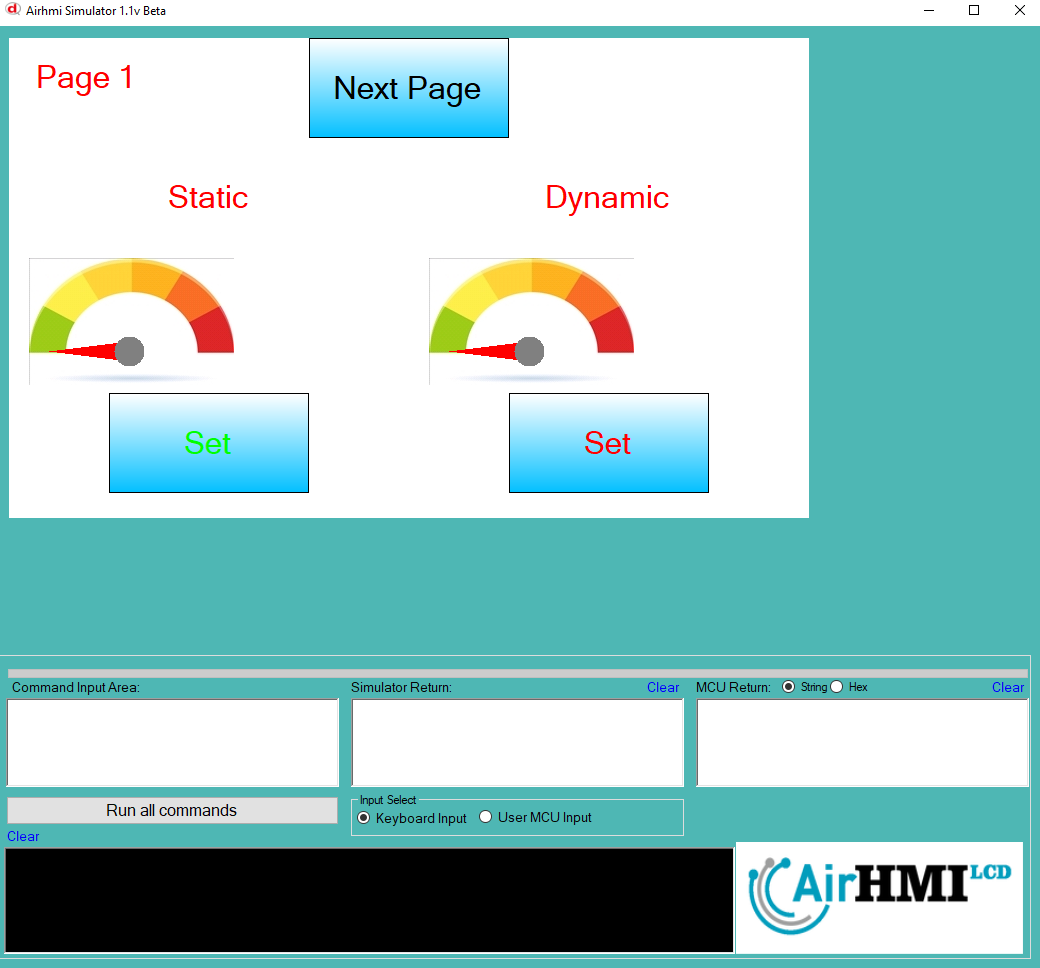 Airhmi Simulator 1.1v Beta
Page 1
Next Page
Static
Dynamic
Set
Set
Command Input Area:
Simulator Return:
Clear
MCU Return:
String
Hex
Clear
Run all commands
Input Select
Keyboard Input
User MCU Input
Clear
AirHMI LCD